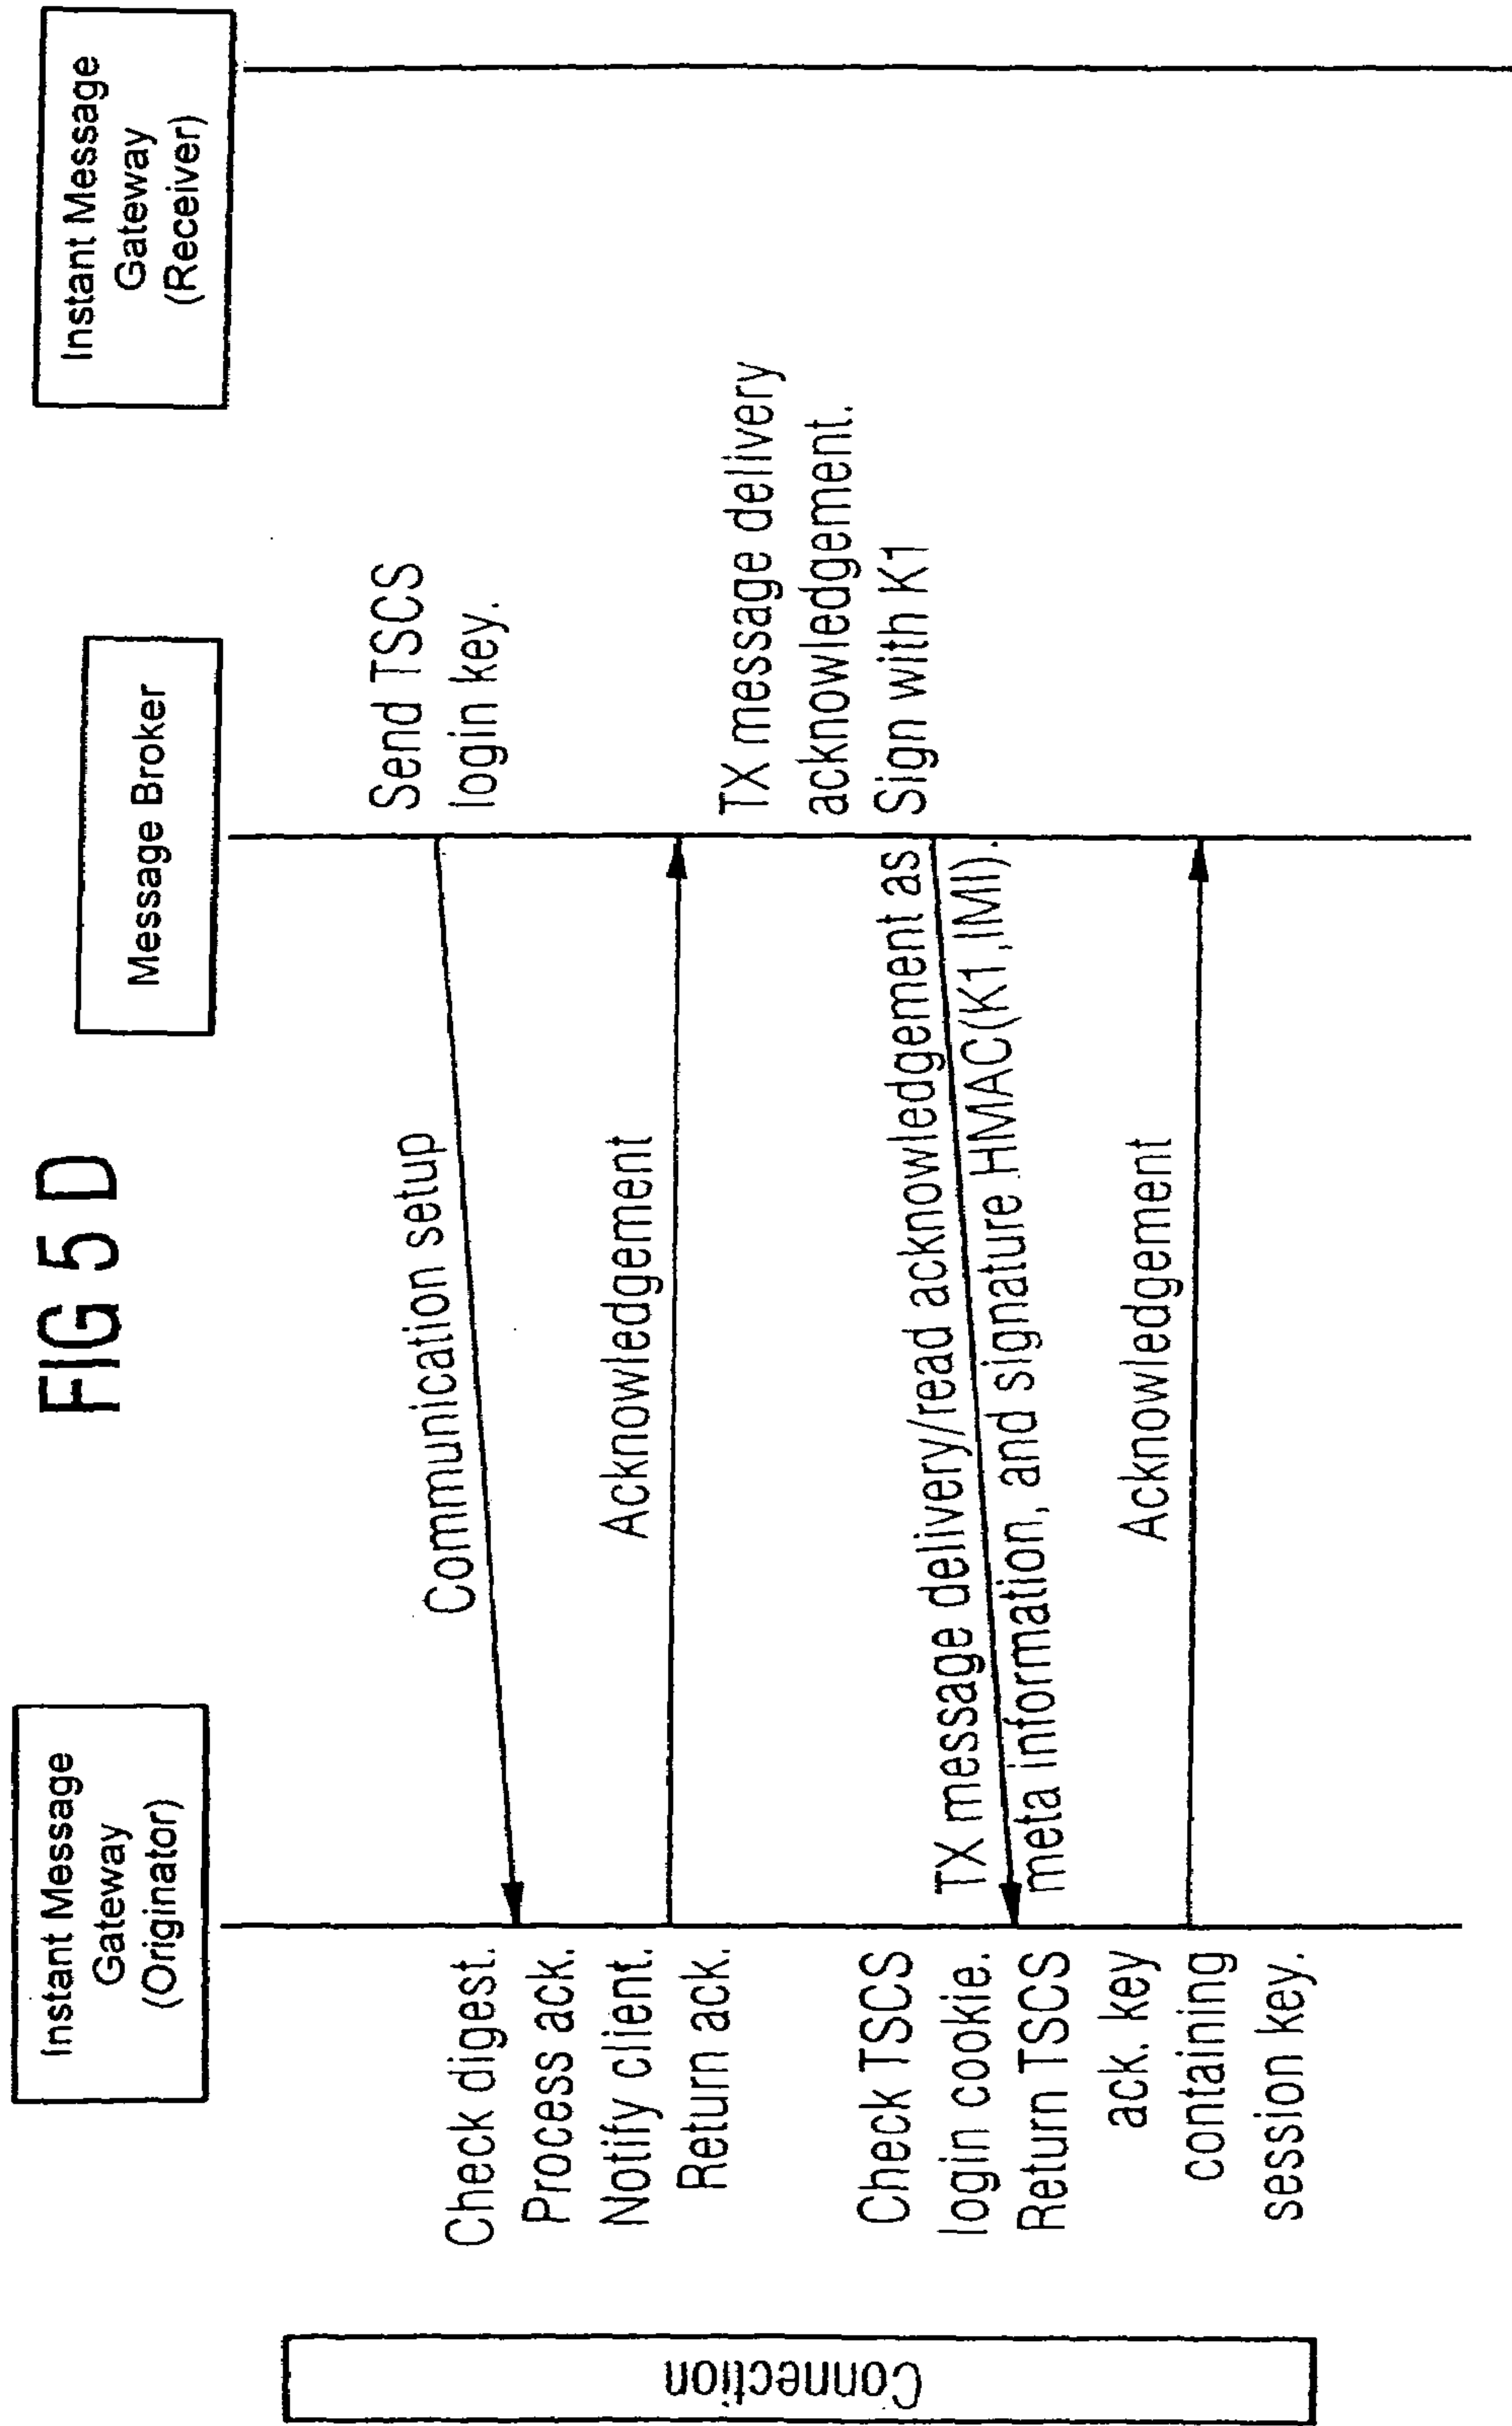 FIG 5 D
Instant Message
Gateway
(Originator)
Message Broker
Instant Message
Gateway
(Receiver)
Connection
Send TSCS
login key.
Communication setup
Check digest.
Process ack.
Notify client.
Return ack.
Acknowledgement
TX message delivery
acknowledgement.
Sign with K1
TX message delivery/read acknowledgement as
meta information, and signature HMAC(K1,IMI).
Check TSCS
login cookie.
Return TSCS
ack. key
containing
session key.
Acknowledgement